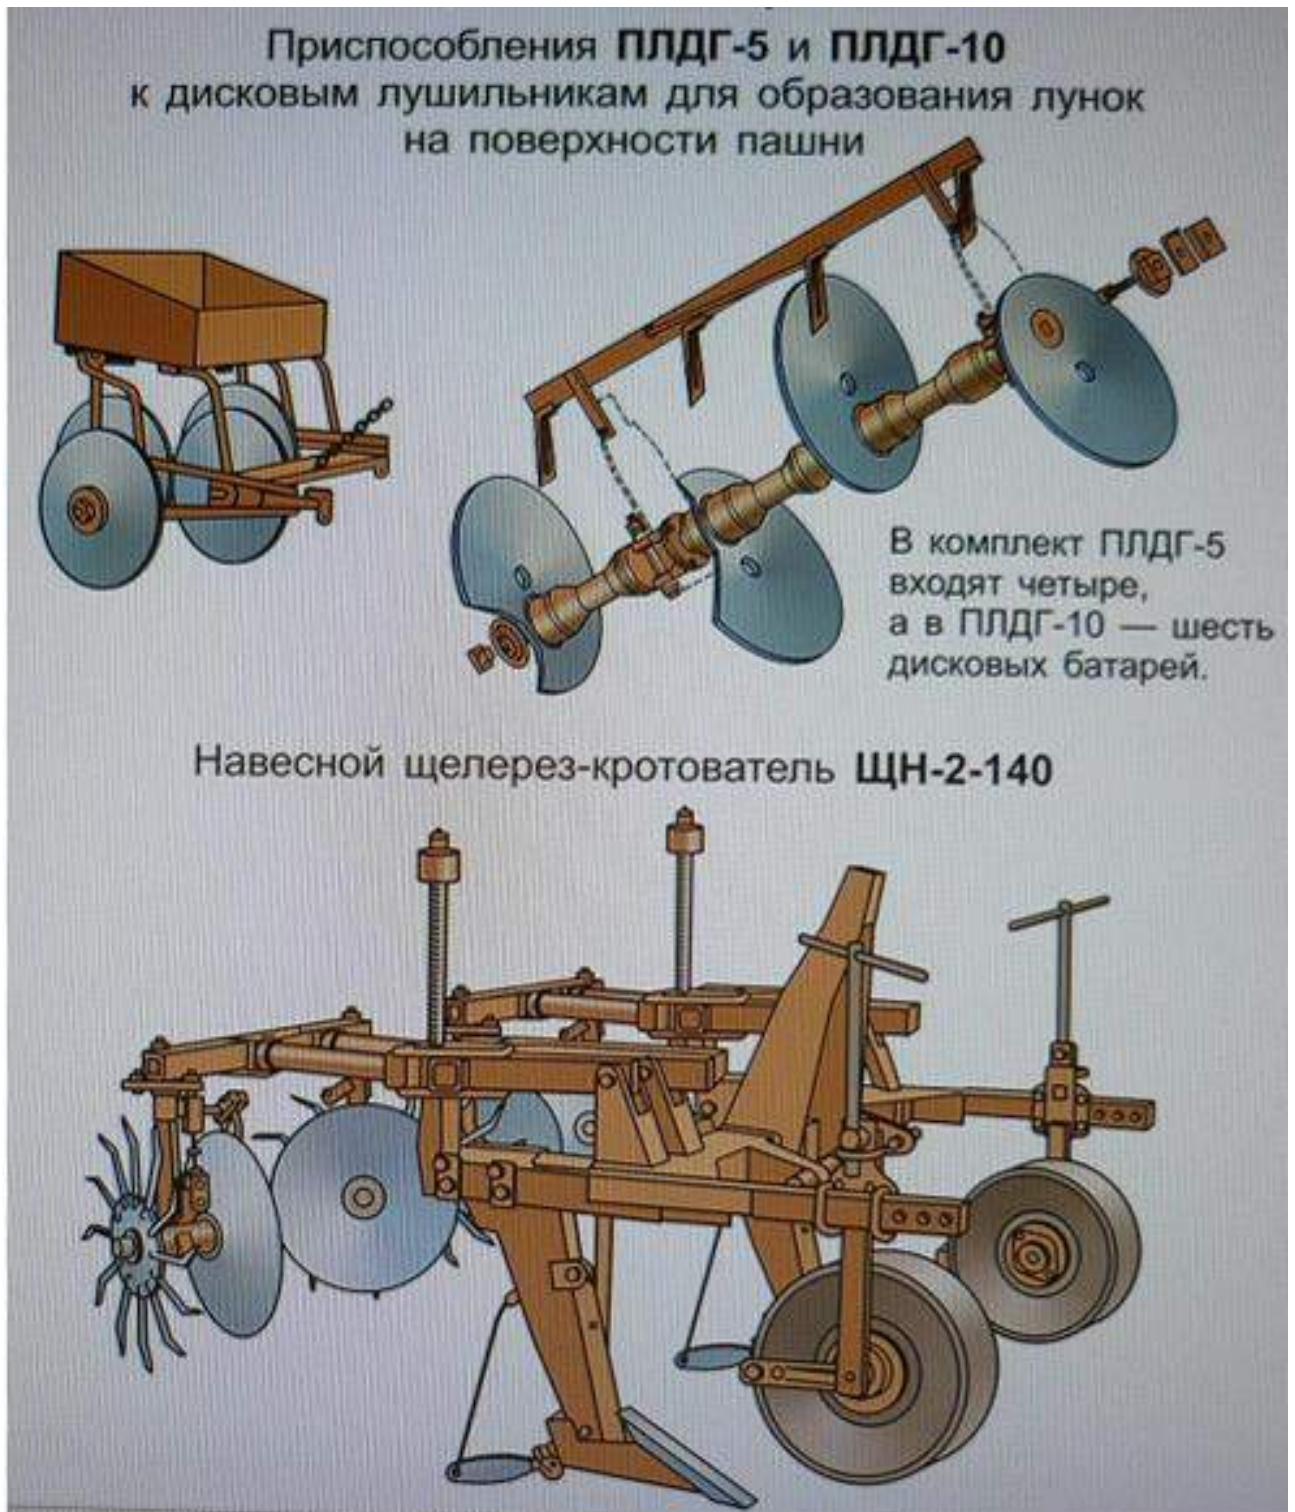 Приспособления ПЛДГ-5 и ПЛДГ-10
к дисковым лушильникам для образования лунок
на поверхности пашни
В комплект ПЛДГ-5
входят четыре,
а в ПЛДГ-10 — шесть
дисковых батарей.
Навесной щелерез-кротователь ЩН-2-140